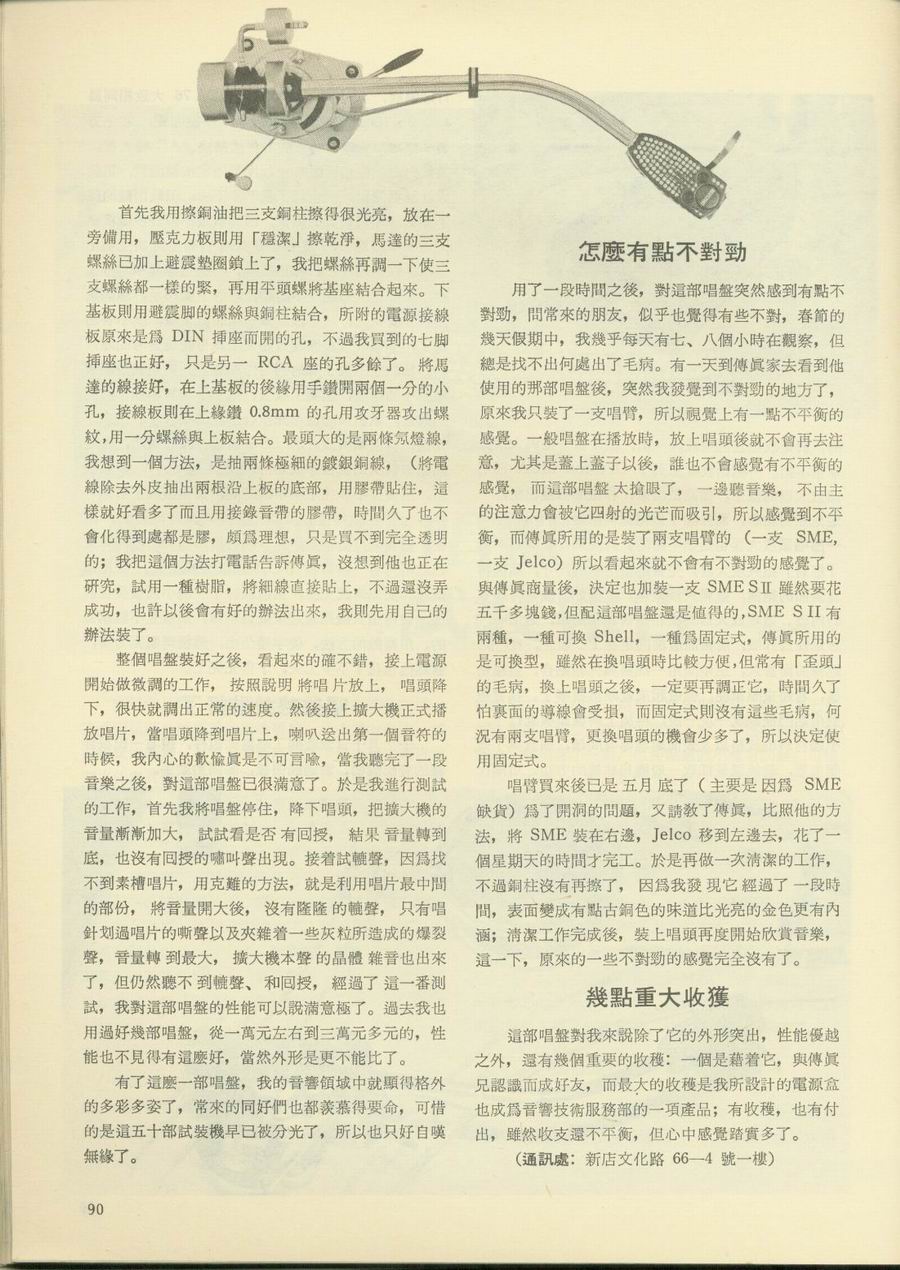 首先我用擦銅油把三支銅柱擦得很光亮，放在一
旁備用，壓克力板則用「穩潔」擦乾淨，馬達的三支
螺絲已加上避震墊圈鎖上了，我把螺絲再調一下使三
支螺絲都一樣的緊，再用平頭螺將基座結合起來。下
基板則用避震脚的螺絲與銅柱結合，所附的電源接線
板原來是爲 DIN 揷座而開的孔，不過我買到的七脚
揷座也正好，只是另一 RCA 座的孔多餘了。將馬
達的線接好，在上基板的後緣用手鑽開兩個一分的小
孔，接線板則在上緣鑽 0.8mm 的孔用攻牙器攻出螺
紋，用一分螺絲與上板結合。最頭大的是兩條氖燈線，
我想到一個方法，是抽兩條極細的鍍銀銅線，（將電
線除去外皮抽出兩根沿上板的底部，用膠帶貼住，這
樣就好看多了而且用接錄音帶的膠帶，時間久了也不
會化得到處都是膠，頗爲理想，只是買不到完全透明
的；我把這個方法打電話告訴傳眞，沒想到他也正在
硏究，試用一種樹脂，將細線直接貼上，不過還沒弄
成功，也許以後會有好的辦法出來，我則先用自己的
辦法裝了。
整個唱盤裝好之後，看起來的確不錯，接上電源
開始做微調的工作，按照說明將唱片放上，唱頭降
下，很快就調出正常的速度。然後接上擴大機正式播
放唱片，當唱頭降到唱片上，喇叭送出第一個音符的
時候，我內心的歡愉眞是不可言喩，當我聽完了一段
音樂之後，對這部唱盤已很滿意了。於是我進行測試
的工作，首先我將唱盤停住，降下唱頭，把擴大機的
音量漸漸加大，試試看是否有回授，結果音量轉到
底，也沒有回授的嘯叫聲出現。接着試轆聲，因爲找
不到素槽唱片，用克難的方法，就是利用唱片最中間
的部份，將音量開大後，沒有隆隆的轆聲，只有唱
針划過唱片的嘶聲以及夾雜着一些灰粒所造成的爆裂
聲，音量轉到最大，擴大機本聲的晶體雜音也出來
了，但仍然聽不到轆聲、和回授，經過了這一番測
試，我對這部唱盤的性能可以說滿意極了。過去我也
用過好幾部唱盤，從一萬元左右到三萬元多元的，性
能也不見得有這麽好，當然外形是更不能比了。
有了這麽一部唱盤，我的音響領域中就顯得格外
的多彩多姿了，常來的同好們也都羨慕得要命，可惜
的是這五十部試裝機早已被分光了，所以也只好自嘆
無緣了。
怎麼有點不對勁
用了一段時間之後，對這部唱盤突然感到有點不
對勁，問常來的朋友，似乎也覺得有些不對，春節的
幾天假期中，我幾乎每天有七、八個小時在觀察，但
總是找不出何處出了毛病。有一天到傳眞家去看到他
使用的那部唱盤後，突然我發覺到不對勁的地方了，
原來我只裝了一支唱臂，所以視覺上有一點不平衡的
感覺。一般唱盤在播放時，放上唱頭後就不會再去注
意，尤其是蓋上蓋子以後，誰也不會感覺有不平衡的
感覺，而這部唱盤太搶眼了，一邊聽音樂，不由主
的注意力會被它四射的光芒而吸引，所以感覺到不平
衡，而傳眞所用的是裝了兩支唱臂的（一支 SME，
一支 Jelco）所以看起來就不會有不對勁的感覺了。
與傳眞商量後，決定也加裝一支 SME SⅡ 雖然要花
五千多塊錢，但配這部唱盤還是値得的，SME S II 有
兩種，一種可換 Shell，一種爲固定式，傳眞所用的
是可換型，雖然在換唱頭時比較方便，但常有「歪頭」
的毛病，換上唱頭之後，一定要再調正它，時間久了
怕裏面的導線會受損，而固定式則沒有這些毛病，何
況有兩支唱臂，更換唱頭的機會少多了，所以決定使
用固定式。
唱臂買來後已是五月底了（主要是因爲 SME
缺貨）爲了開洞的問題，又請教了傳眞，比照他的方
法，將 SME 裝在右邊，Jelco 移到左邊去，花了一
個星期天的時間才完工。於是再做一次淸潔的工作，
不過銅柱沒有再擦了，因爲我發現它經過了一段時
間，表面變成有點古銅色的味道比光亮的金色更有內
涵；淸潔工作完成後，裝上唱頭再度開始欣賞音樂，
這一下，原來的一些不對勁的感覺完全沒有了。
幾點重大收獲
這部唱盤對我來說除了它的外形突出，性能優越
之外，還有幾個重要的收穫：一個是藉着它，與傳眞
兄認識而成好友，而最大的收穫是我所設計的電源盒
也成爲音響技術服務部的一項產品；有收穫，也有付
出，雖然收支還不平衡，但心中感覺踏實多了。
（通訊處：新店文化路 66—4 號一樓）
90